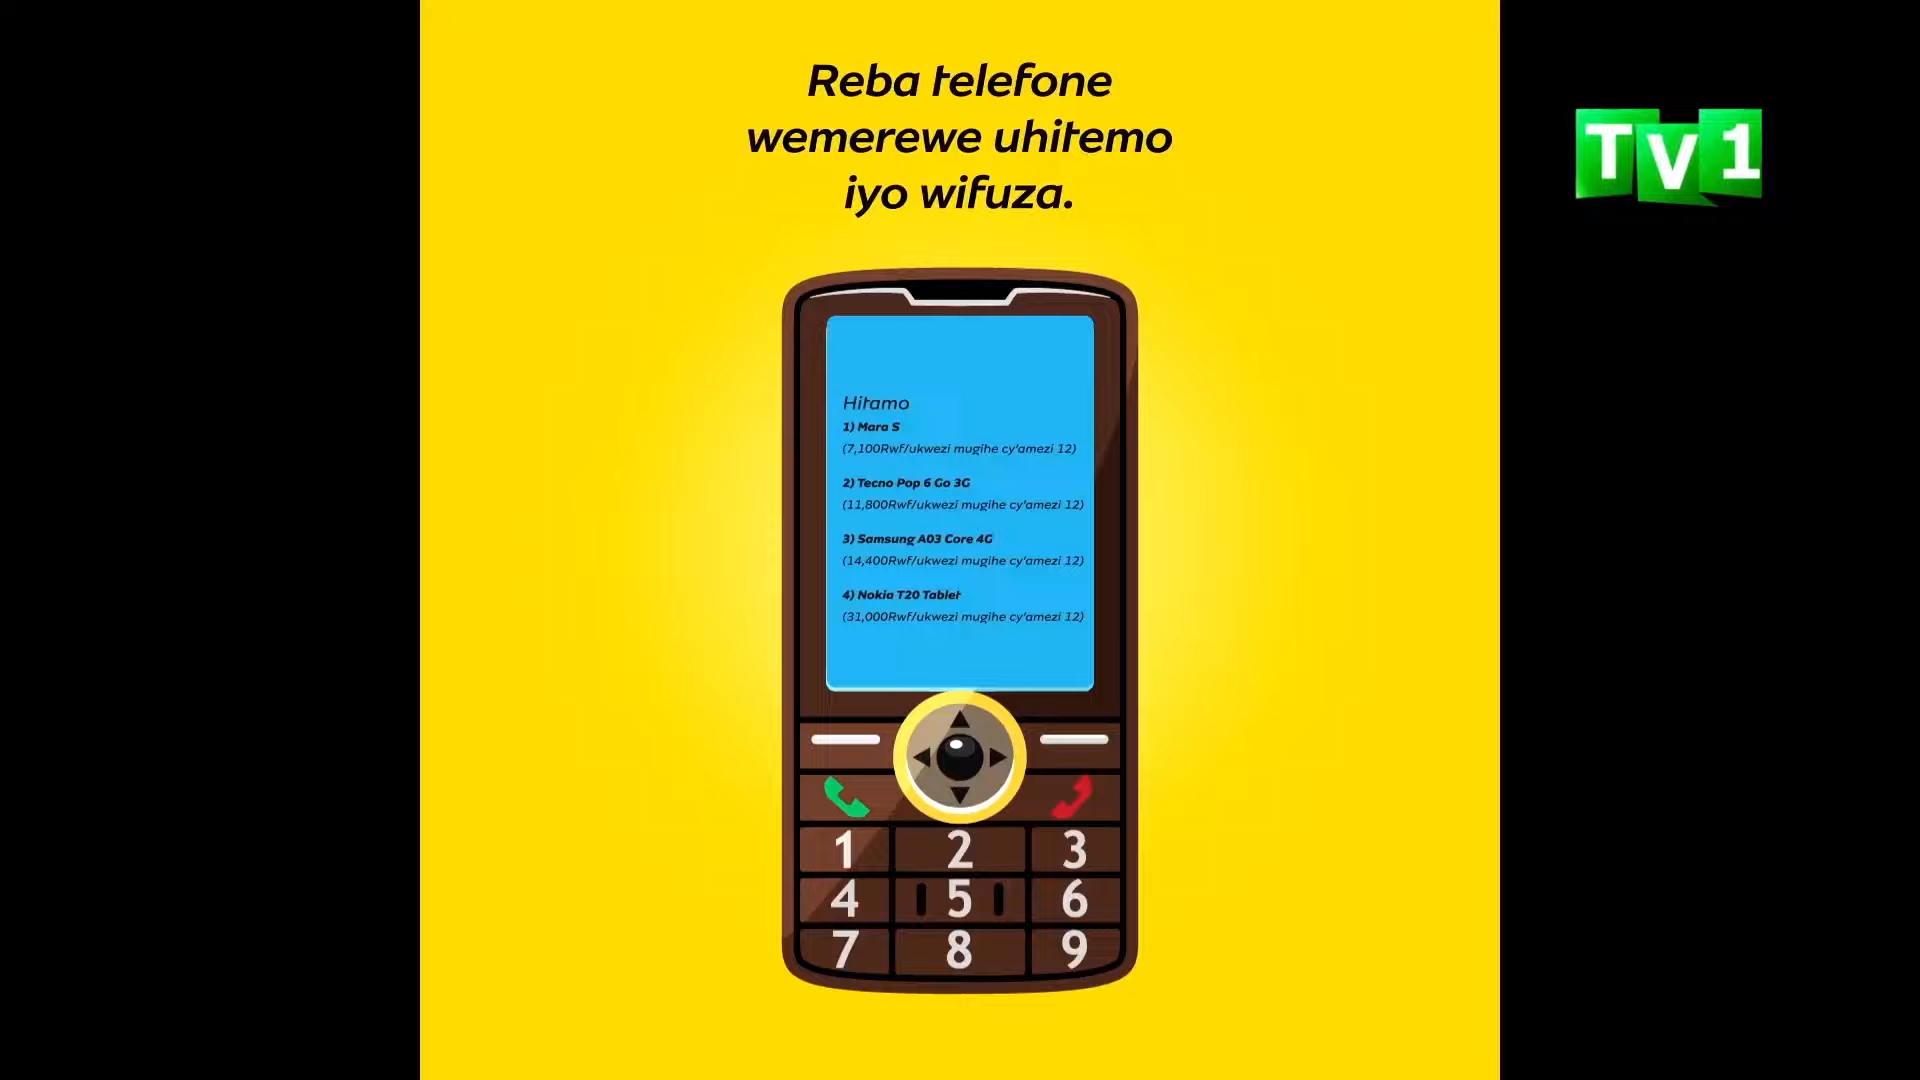 Reba telefone
wemerewe uhitemo
iyo wifuza.
TV1
Hitamo
1) Mara S
(7,100Rwf/ukwezi mugihe cy'amezi 12)
2) Tecno Pop 6 Go 3G
(11,800Rwf/ukwezi mugihe cy'amezi 12)
3) Samsung A03 Core 4G
(14,400Rwf/ukwezi mugihe cy'amezi 12)
4) Nokia T20 Tablet
(31,000Rwf/ukwezi mugihe cy'amezi 12)
1 2 3
4 5 6
7 8 9